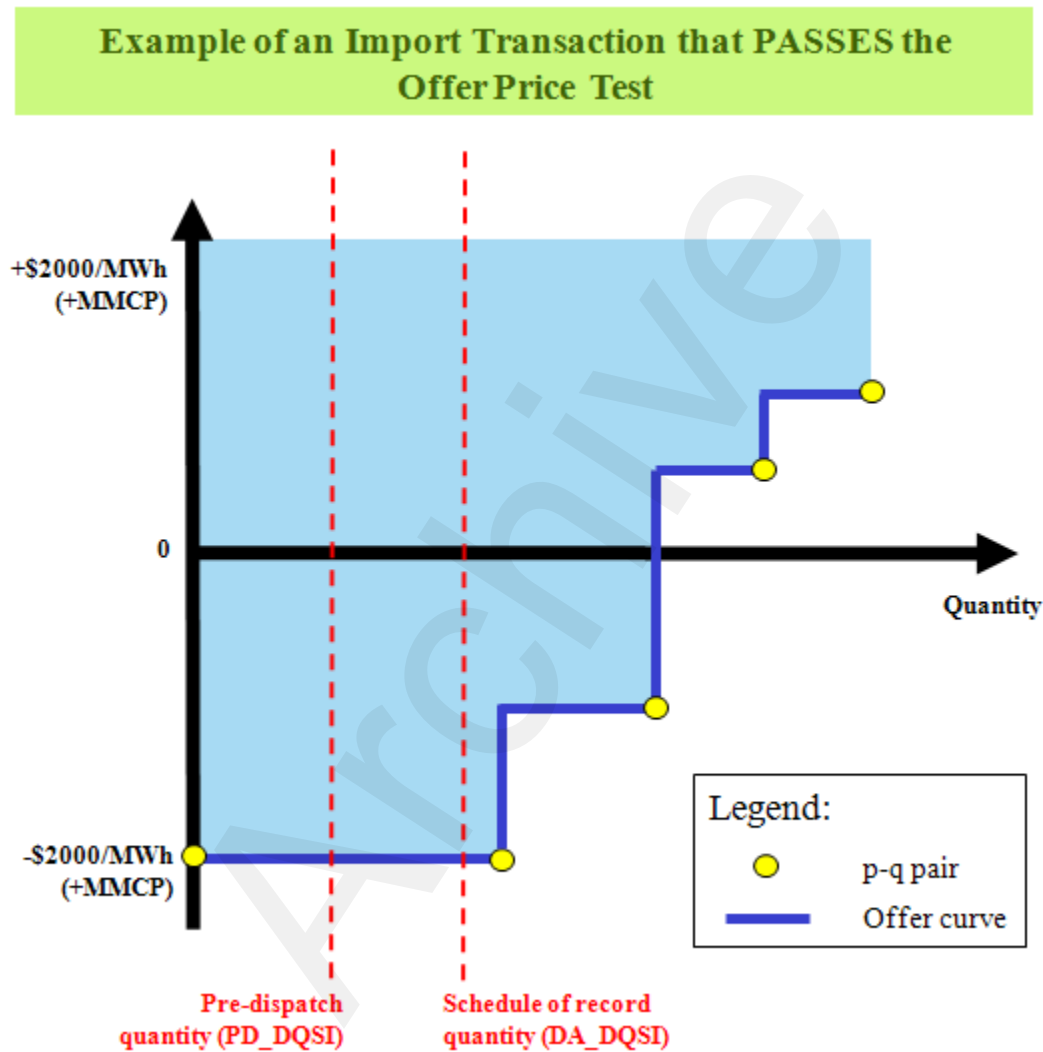 Example of an Import Transaction that PASSES the
Offer Price Test
+$2000/MWh
(+MMCP)
0
Quantity
-$2000/MWh
(+MMCP)
Legend:
p-q pair
Offer curve
Pre-dispatch
quantity (PD_DQSI)
Schedule of record
quantity (DA_DQSI)
Archive